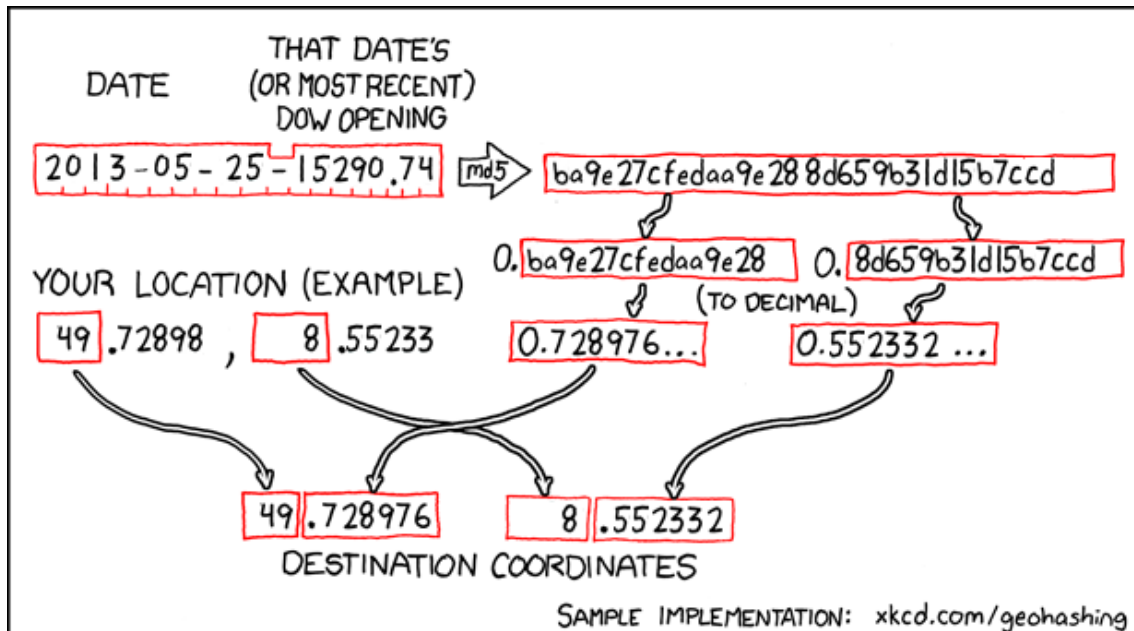 DATE
THAT DATE'S
(OR MOST RECENT)
DOW OPENING
2013-05-25-15290.74
md5
ba9e27cfedaa9e288d659b31d15b7ccd
0.ba9e27cfedaa9e28
0.8d659b31d15b7ccd
(TO DECIMAL)
YOUR LOCATION (EXAMPLE)
49.72898, 8.55233
0.728976...
0.552332...
49.728976
8.552332
DESTINATION COORDINATES
SAMPLE IMPLEMENTATION: xkcd.com/geohashing